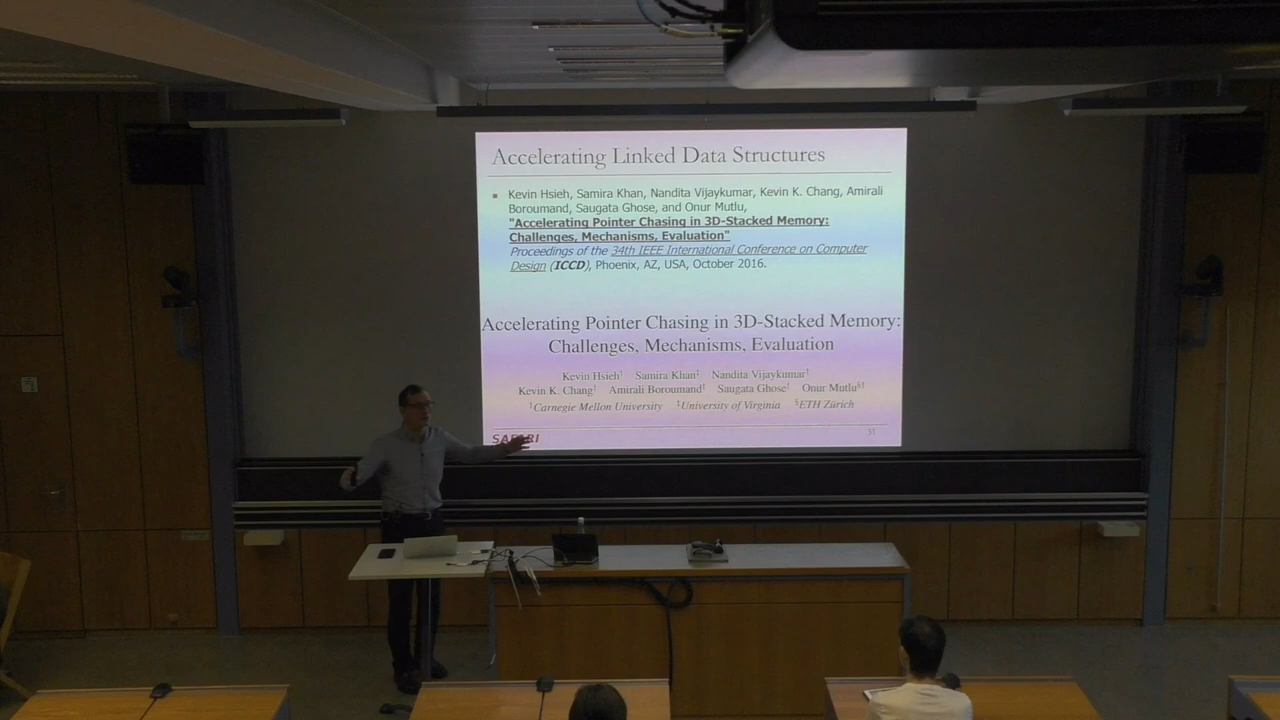 Accelerating Linked Data Structures
Kevin Hsieh, Samira Khan, Nandita Vijaykumar, Kevin K. Chang, Amirali
Boroumand, Saugata Ghose, and Onur Mutlu,
"Accelerating Pointer Chasing in 3D-Stacked Memory:
Challenges, Mechanisms, Evaluation"
Proceedings of the 34th IEEE International Conference on Computer
Design (ICCD), Phoenix, AZ, USA, October 2016.
Accelerating Pointer Chasing in 3D-Stacked Memory:
Challenges, Mechanisms, Evaluation
Kevin Hsieh† Samira Khan‡ Nandita Vijaykumar†
Kevin K. Chang† Amirali Boroumand† Saugata Ghose† Onur Mutlu§†
†Carnegie Mellon University ‡University of Virginia §ETH Zürich
SAFARI
51